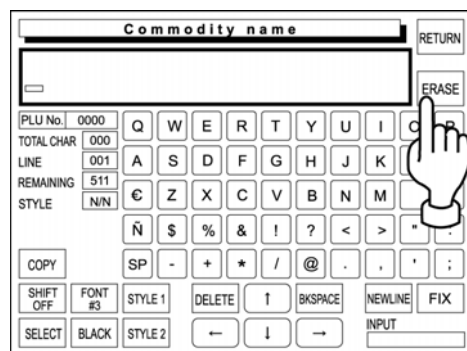 Commodity name
RETURN
ERASE
PLU No. 0000
TOTAL CHAR 000
LINE 001
REMAINING 511
STYLE N/N
Q W E R T Y U I O P
A S D F G H J K
€ Z X C V B N M
Ñ $ % & ! ? < > " :
COPY SP - + * / @ . , ' ;
SHIFT OFF FONT #3 STYLE 1 DELETE ↑ BKSPACE NEWLINE FIX
SELECT BLACK STYLE 2 ← ↓ → INPUT